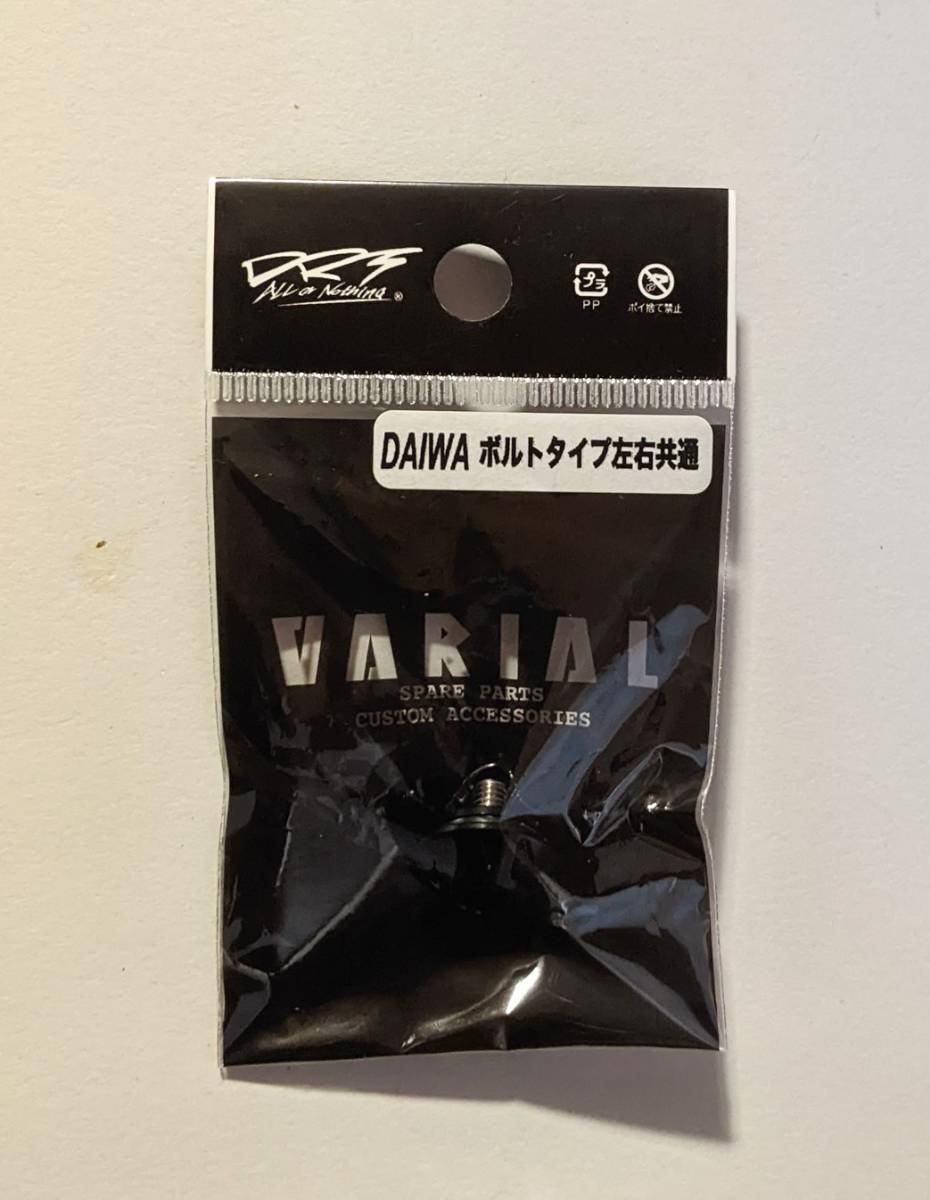 DRT
ALL or Nothing ®
プラ
PP
ポイ捨て禁止
DAIWA ボルトタイプ左右共通
VARIAL
SPARE PARTS
CUSTOM ACCESSORIES